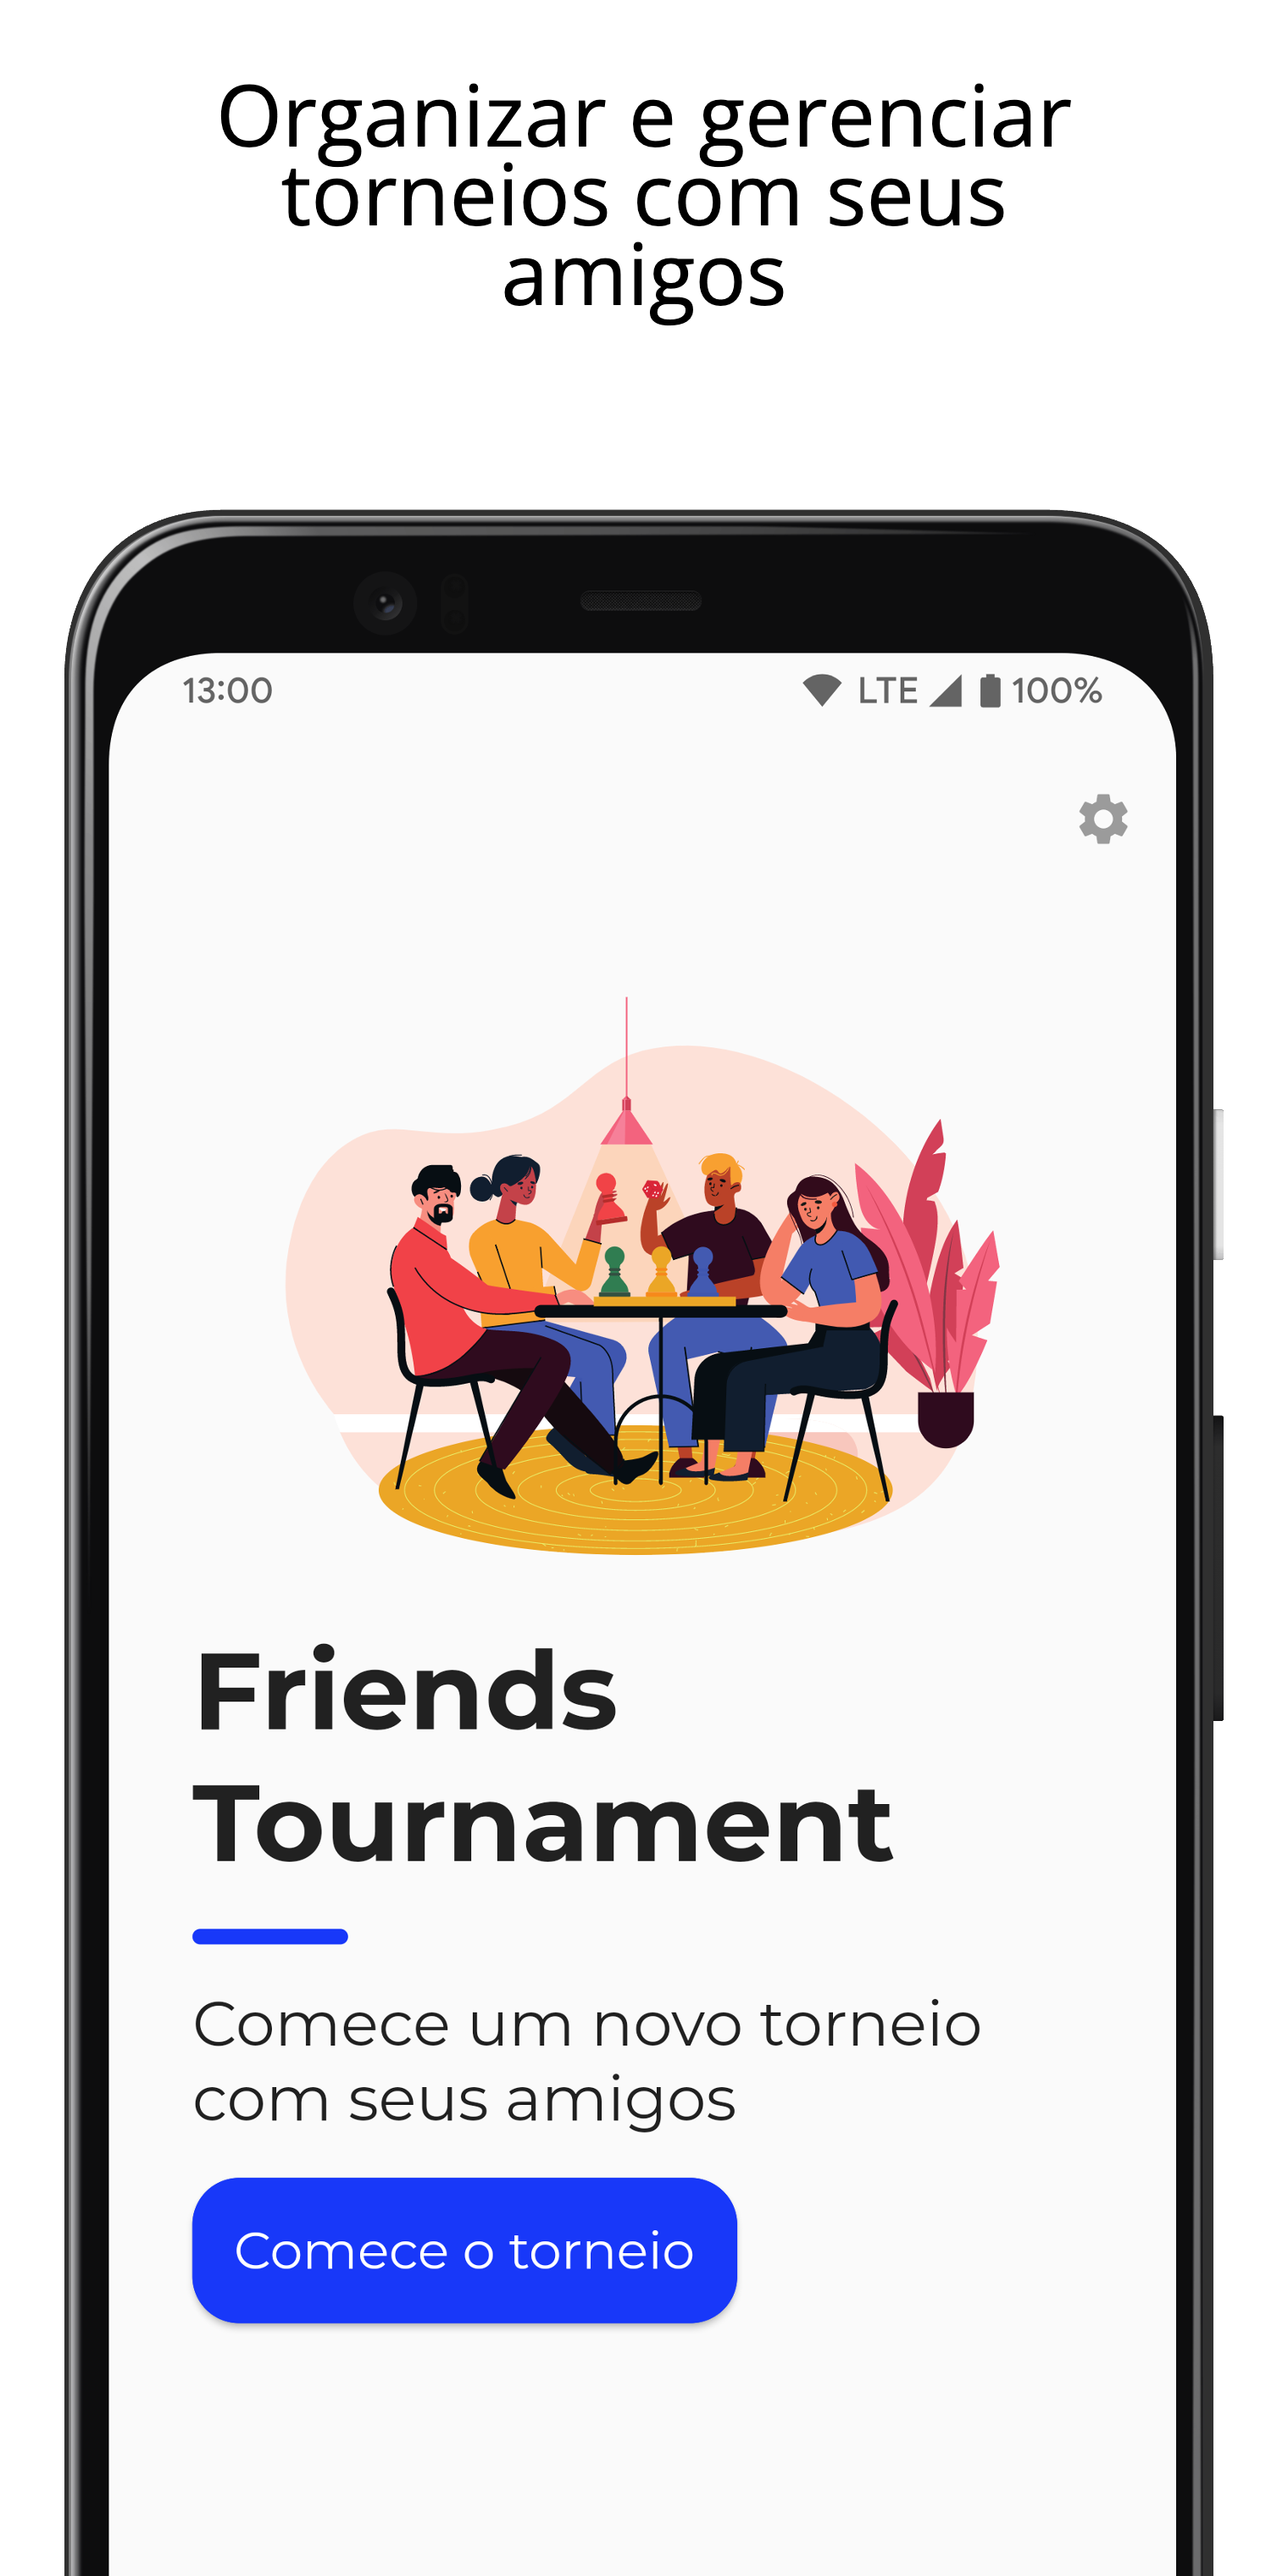 Organizar e gerenciar
torneios com seus
amigos
13:00
LTE 100%
Friends
Tournament
Comece um novo torneio
com seus amigos
Comece o torneio